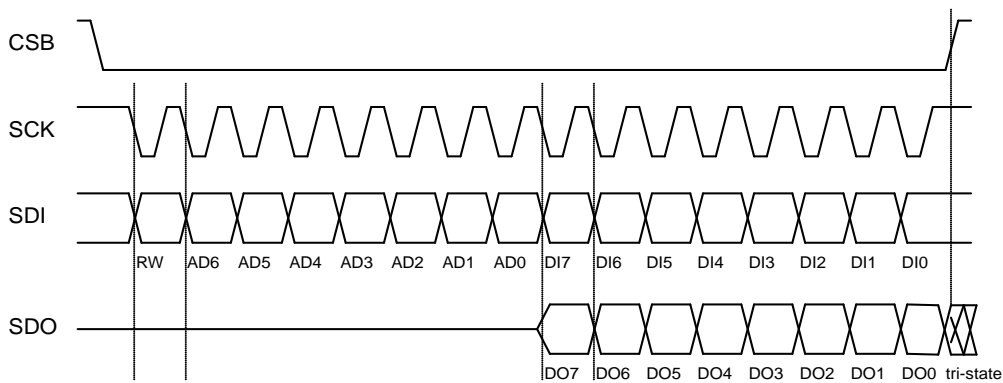 CSB
SCK
SDI
RW AD6 AD5 AD4 AD3 AD2 AD1 AD0 DI7 DI6 DI5 DI4 DI3 DI2 DI1 DI0
SDO
DO7 DO6 DO5 DO4 DO3 DO2 DO1 DO0 tri-state